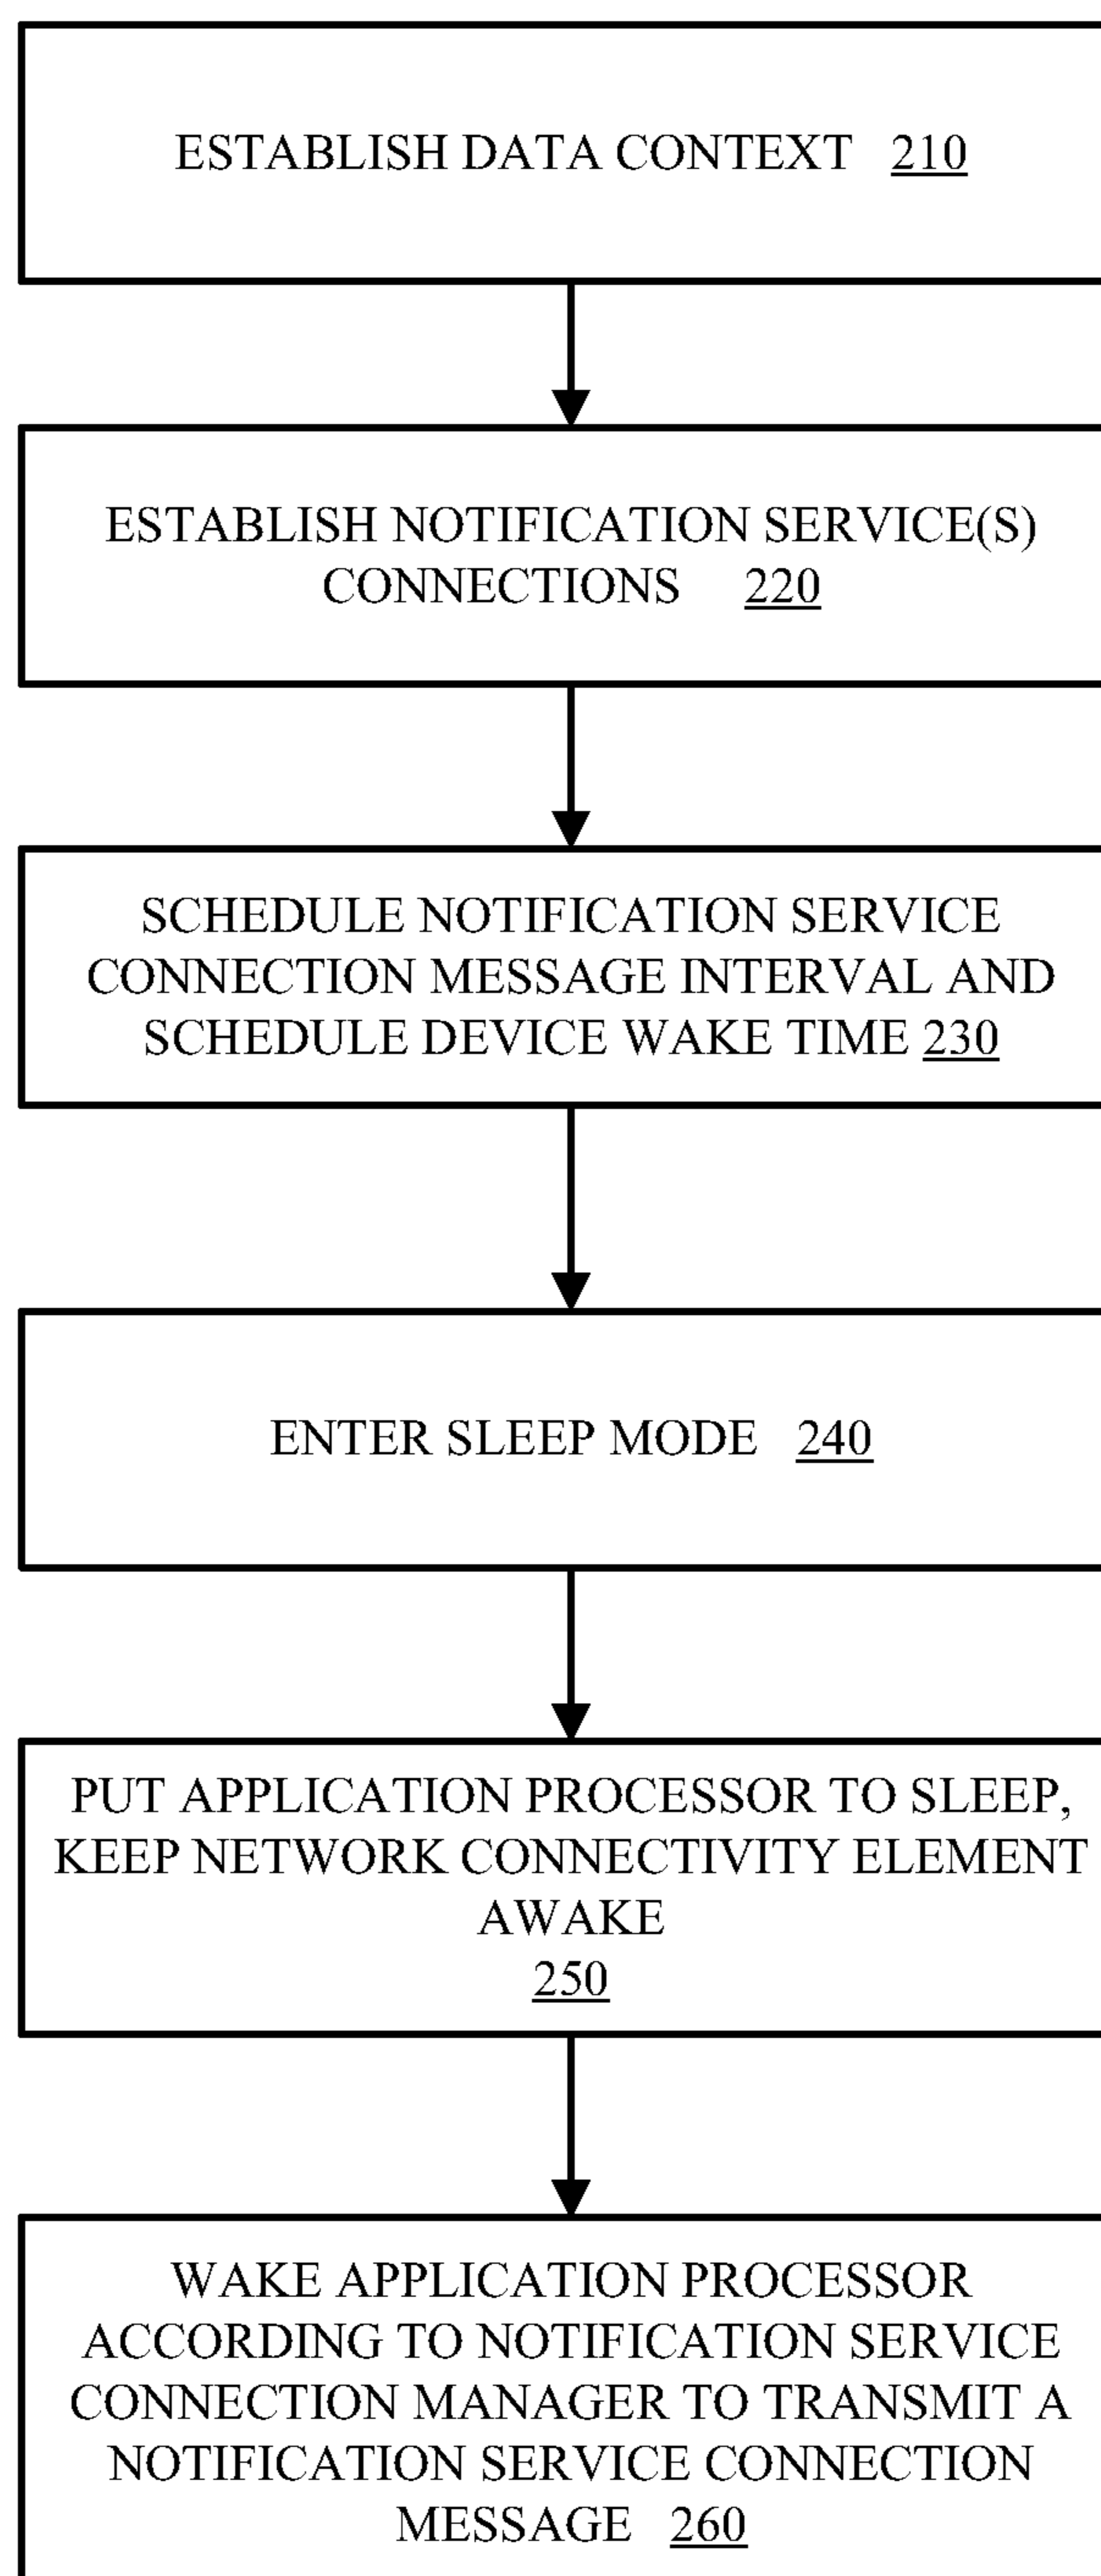 ESTABLISH DATA CONTEXT 210
ESTABLISH NOTIFICATION SERVICE(S)
CONNECTIONS 220
SCHEDULE NOTIFICATION SERVICE
CONNECTION MESSAGE INTERVAL AND
SCHEDULE DEVICE WAKE TIME 230
ENTER SLEEP MODE 240
PUT APPLICATION PROCESSOR TO SLEEP,
KEEP NETWORK CONNECTIVITY ELEMENT
AWAKE
250
WAKE APPLICATION PROCESSOR
ACCORDING TO NOTIFICATION SERVICE
CONNECTION MANAGER TO TRANSMIT A
NOTIFICATION SERVICE CONNECTION
MESSAGE 260